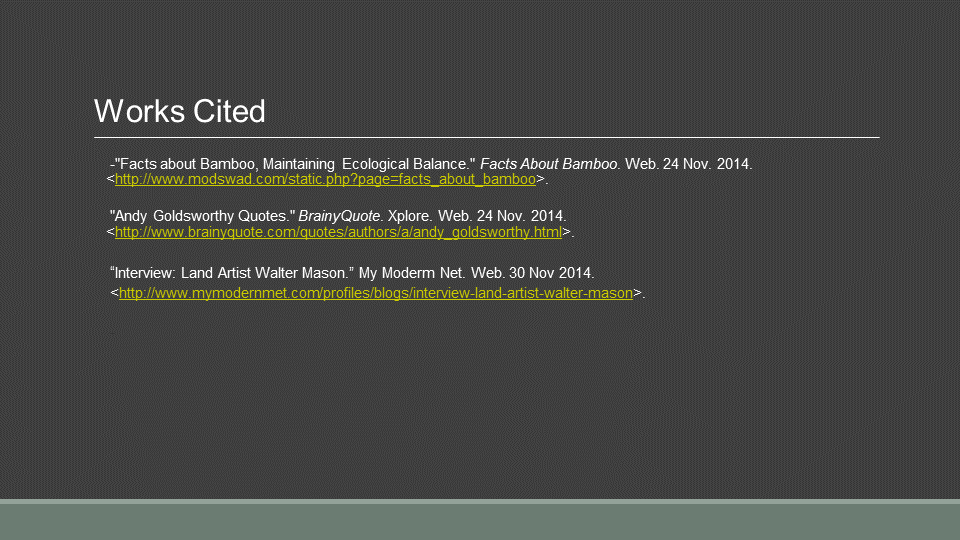 Works Cited
-"Facts about Bamboo, Maintaining Ecological Balance." Facts About Bamboo. Web. 24 Nov. 2014.
<http://www.modswad.com/static.php?page=facts_about_bamboo>.
"Andy Goldsworthy Quotes." BrainyQuote. Xplore. Web. 24 Nov. 2014.
<http://www.brainyquote.com/quotes/authors/a/andy_goldsworthy.html>.
“Interview: Land Artist Walter Mason.” My Moderm Net. Web. 30 Nov 2014.
<http://www.mymodernmet.com/profiles/blogs/interview-land-artist-walter-mason>.